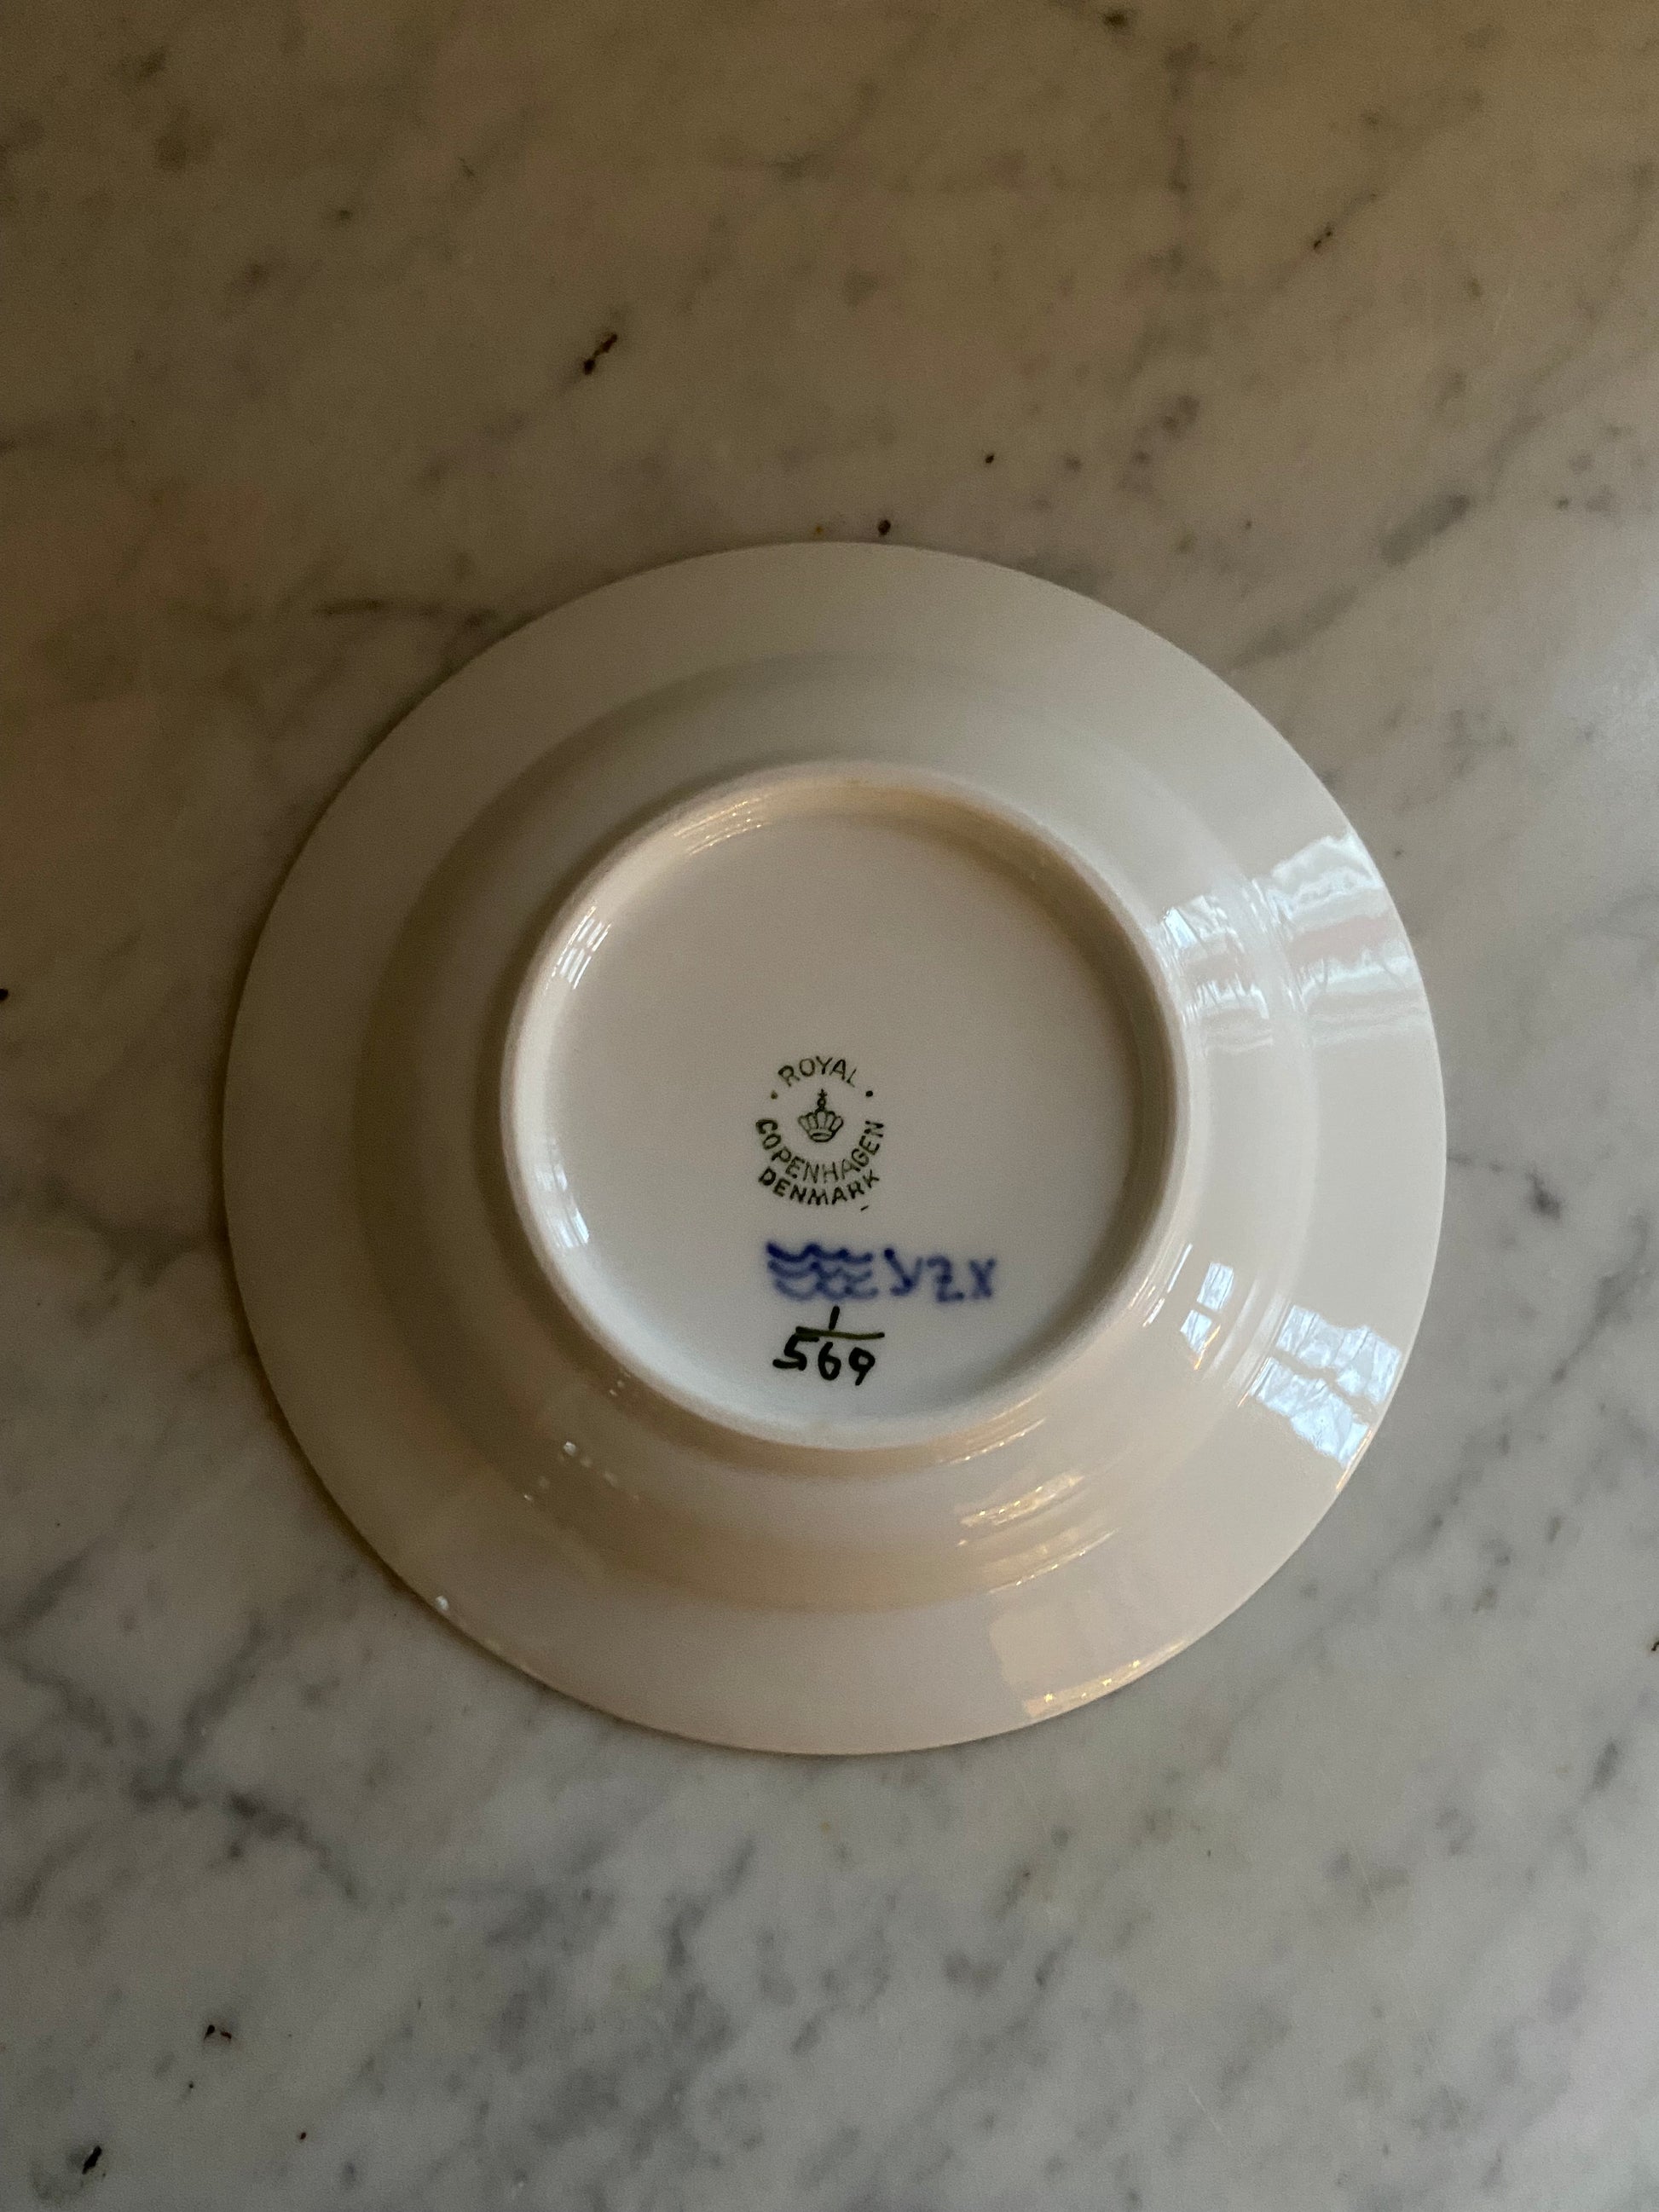 ROYAL
COPENHAGEN
DENMARK
1
569